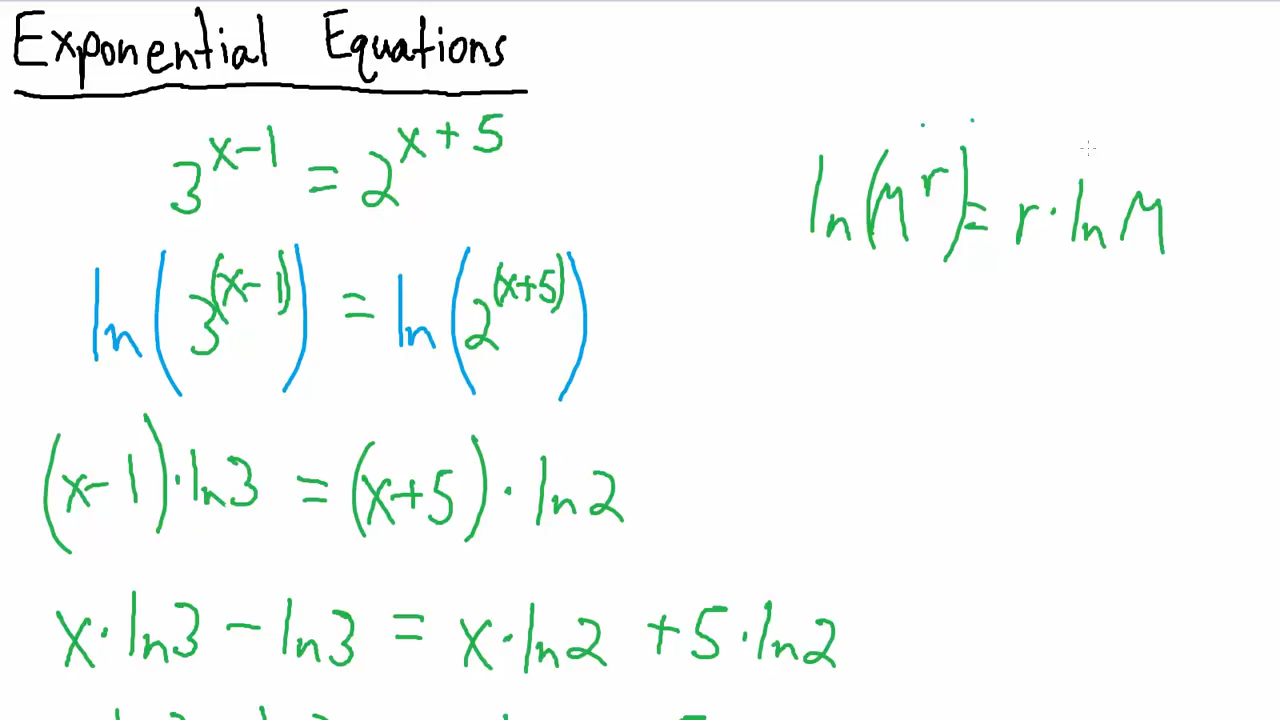 Exponential Equations
3^{x-1} = 2^{x+5}
ln(M^r) = r·ln M
ln(3^{(x-1)}) = ln(2^{(x+5)})
(x-1)·ln3 = (x+5)·ln2
x·ln3 - ln3 = x·ln2 + 5·ln2